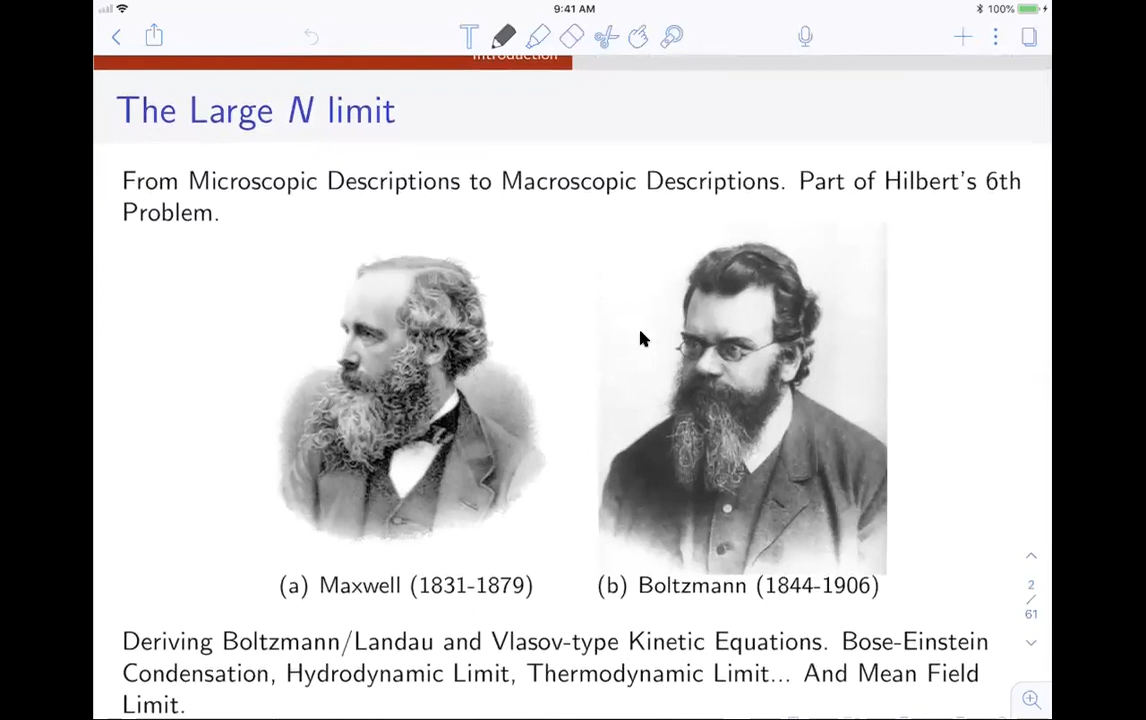 9:41 AM
100%
T
Introduction
The Large N limit
From Microscopic Descriptions to Macroscopic Descriptions. Part of Hilbert's 6th
Problem.
(a) Maxwell (1831-1879)
(b) Boltzmann (1844-1906)
2
/
61
Deriving Boltzmann/Landau and Vlasov-type Kinetic Equations. Bose-Einstein
Condensation, Hydrodynamic Limit, Thermodynamic Limit... And Mean Field
Limit.